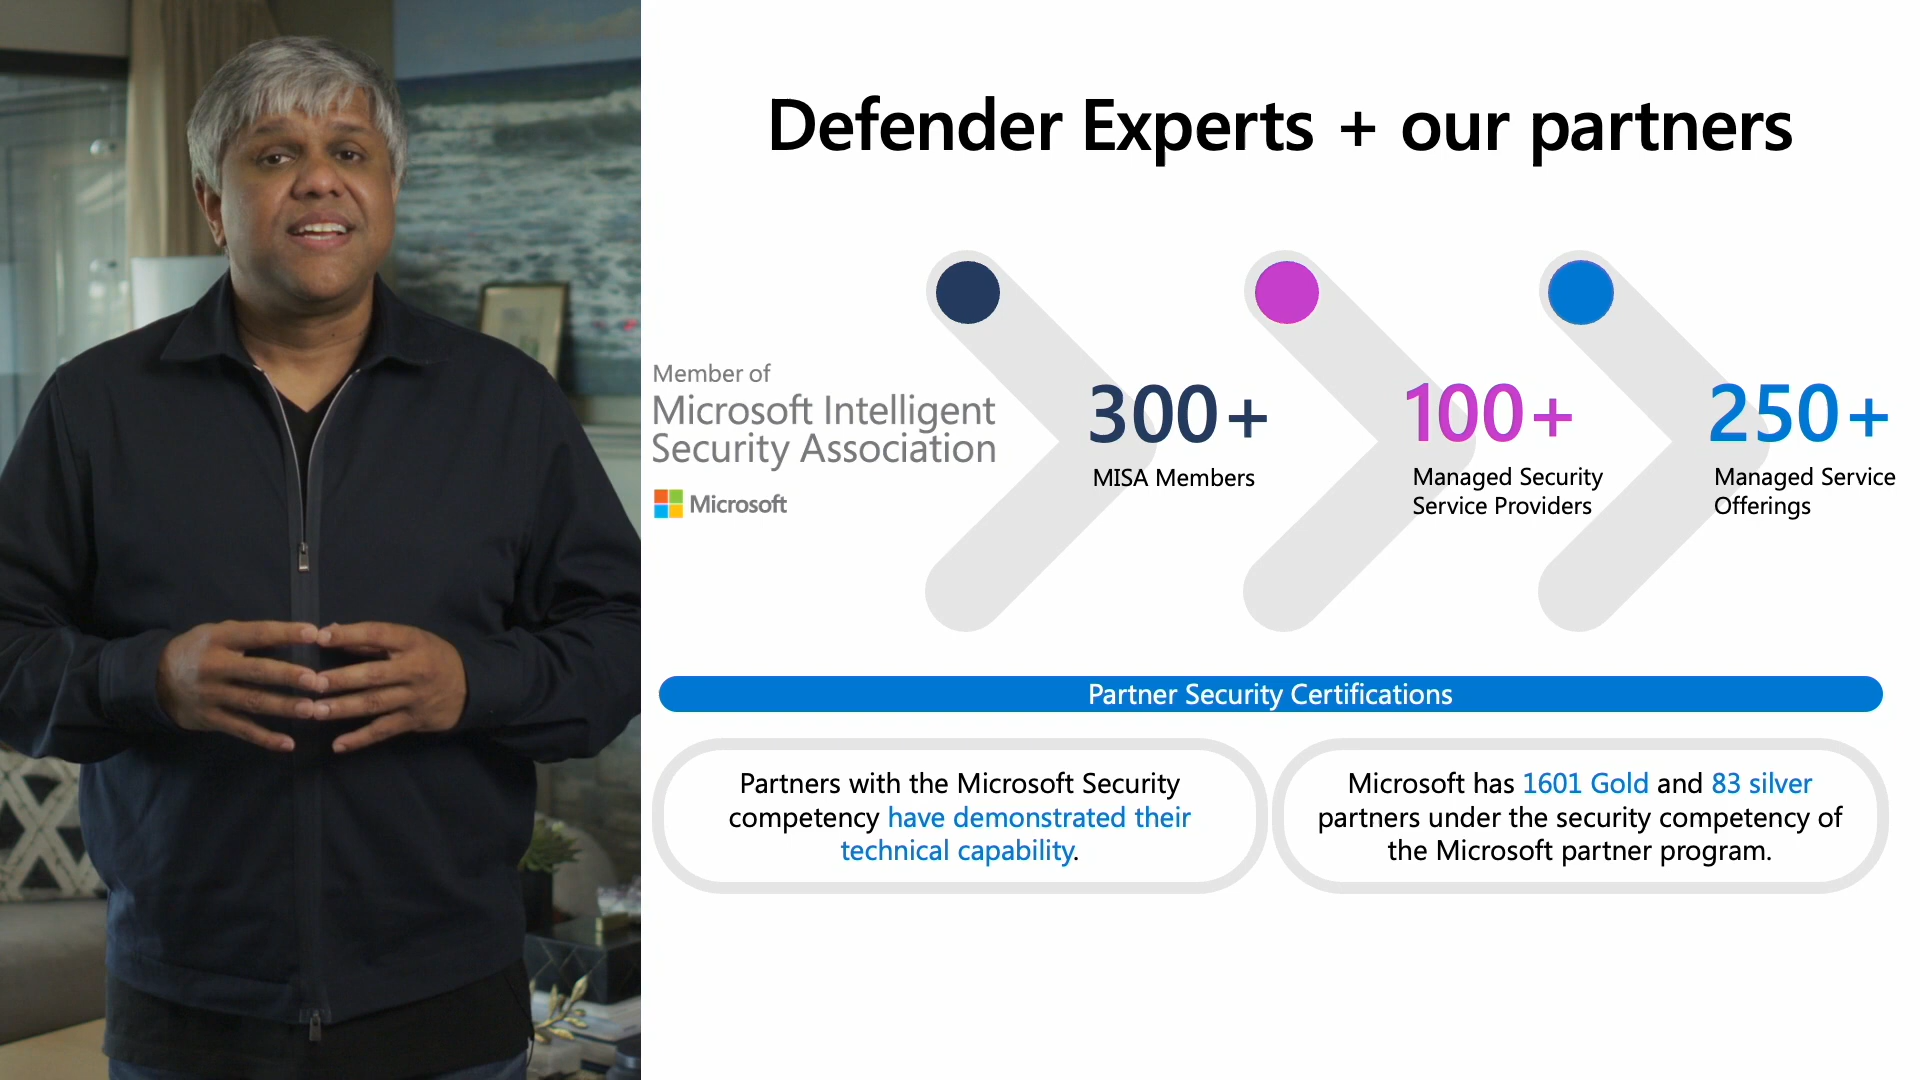 Defender Experts + our partners
Member of
Microsoft Intelligent
Security Association
Microsoft
300+
MISA Members
100+
Managed Security
Service Providers
250+
Managed Service
Offerings
Partner Security Certifications
Partners with the Microsoft Security
competency have demonstrated their
technical capability.
Microsoft has 1601 Gold and 83 silver
partners under the security competency of
the Microsoft partner program.